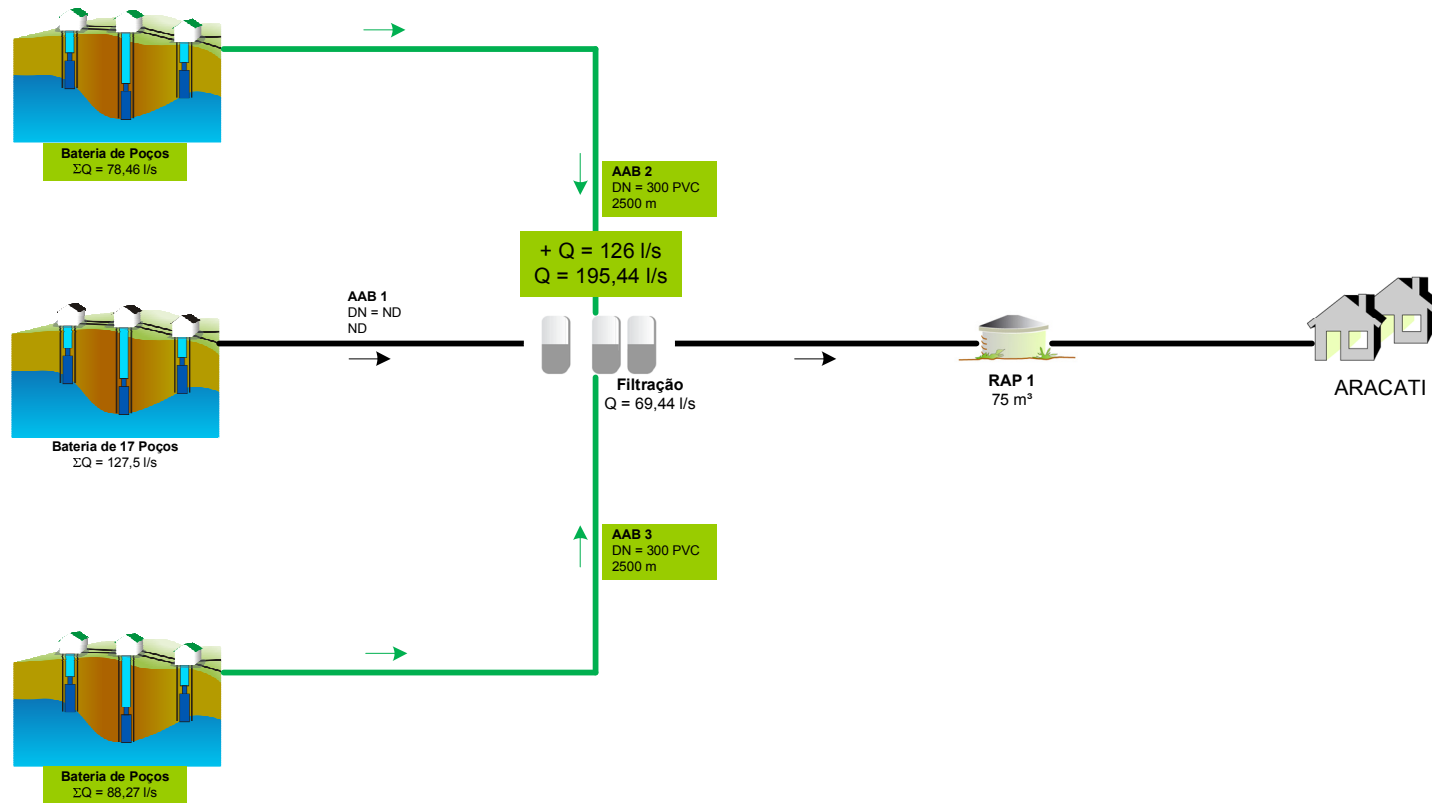 Bateria de Poços
ΣQ = 78,46 l/s
AAB 2
DN = 300 PVC
2500 m
+ Q = 126 l/s
Q = 195,44 l/s
AAB 1
DN = ND
ND
Filtração
Q = 69,44 l/s
RAP 1
75 m³
ARACATI
Bateria de 17 Poços
ΣQ = 127,5 l/s
AAB 3
DN = 300 PVC
2500 m
Bateria de Poços
ΣQ = 88,27 l/s